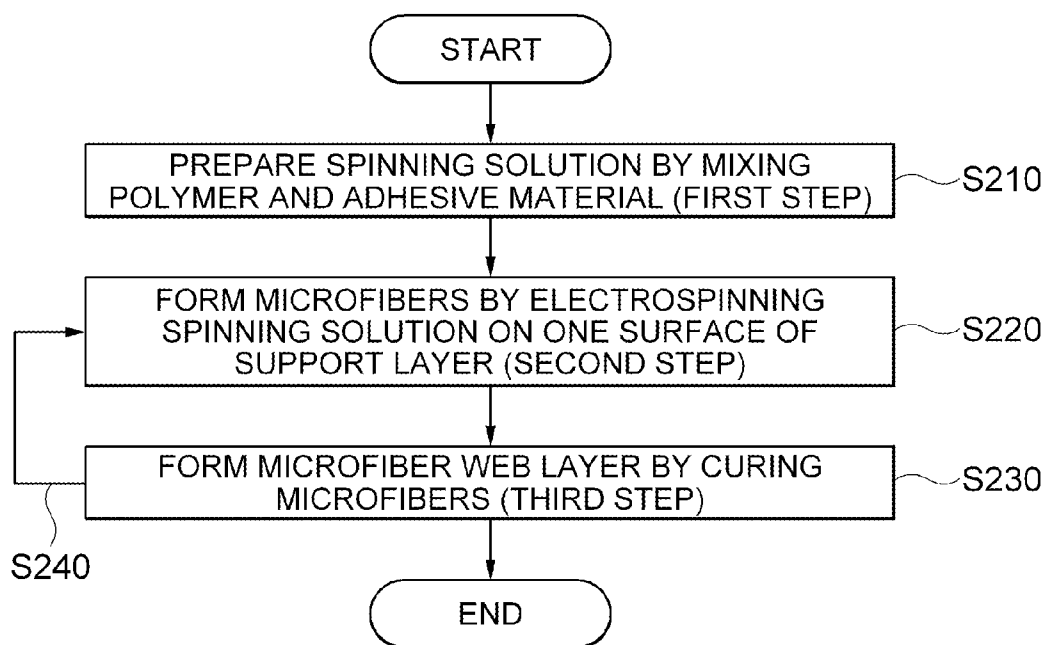 START
PREPARE SPINNING SOLUTION BY MIXING
POLYMER AND ADHESIVE MATERIAL (FIRST STEP)
S210
FORM MICROFIBERS BY ELECTROSPINNING
SPINNING SOLUTION ON ONE SURFACE OF
SUPPORT LAYER (SECOND STEP)
S220
FORM MICROFIBER WEB LAYER BY CURING
MICROFIBERS (THIRD STEP)
S230
S240
END